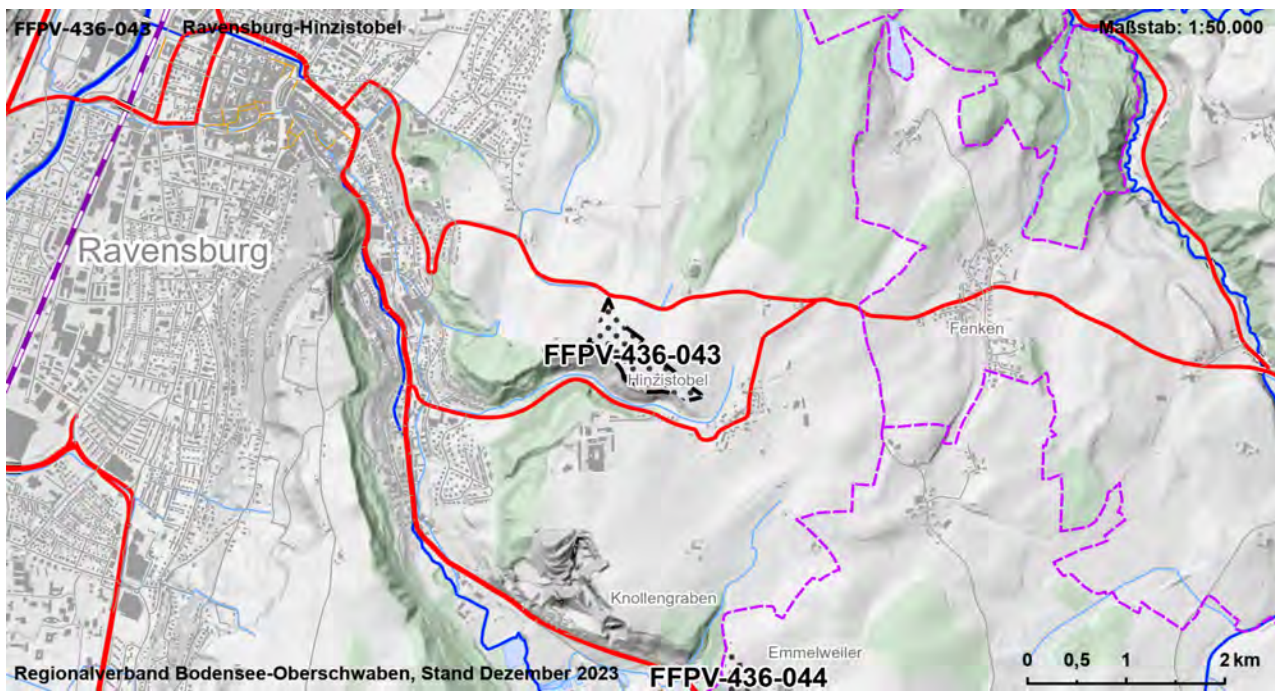 FFPV-436-043 Ravensburg-Hinzistobel Maßstab: 1:50.000
Ravensburg
Fenken
FFPV-436-043
Hinzistobel
Knollengraben
Emmelweiler
Regionalverband Bodensee-Oberschwaben, Stand Dezember 2023
FFPV-436-044
0 0,5 1 2 km